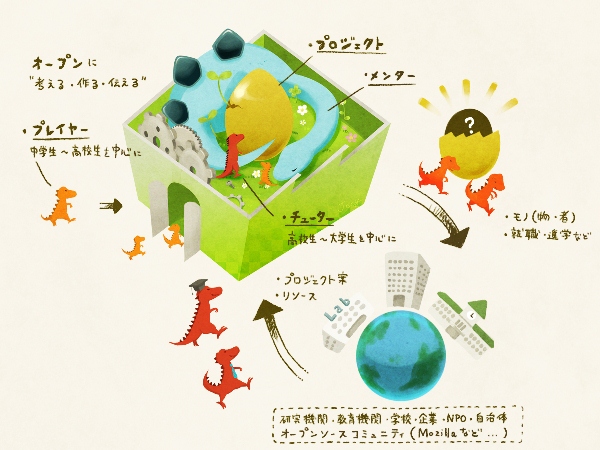 オープンに
"考える・作る・伝える"
・プロジェクト
・メンター
・プレイヤー
中学生～高校生を中心に
?
・チューター
高校生～大学生を中心に
・モノ(物・者)
・就職・進学など
・プロジェクト案
・リソース
Lab
研究機関・教育機関・学校・企業・NPO・自治体
オープンソースコミュニティ(Mozillaなど...)